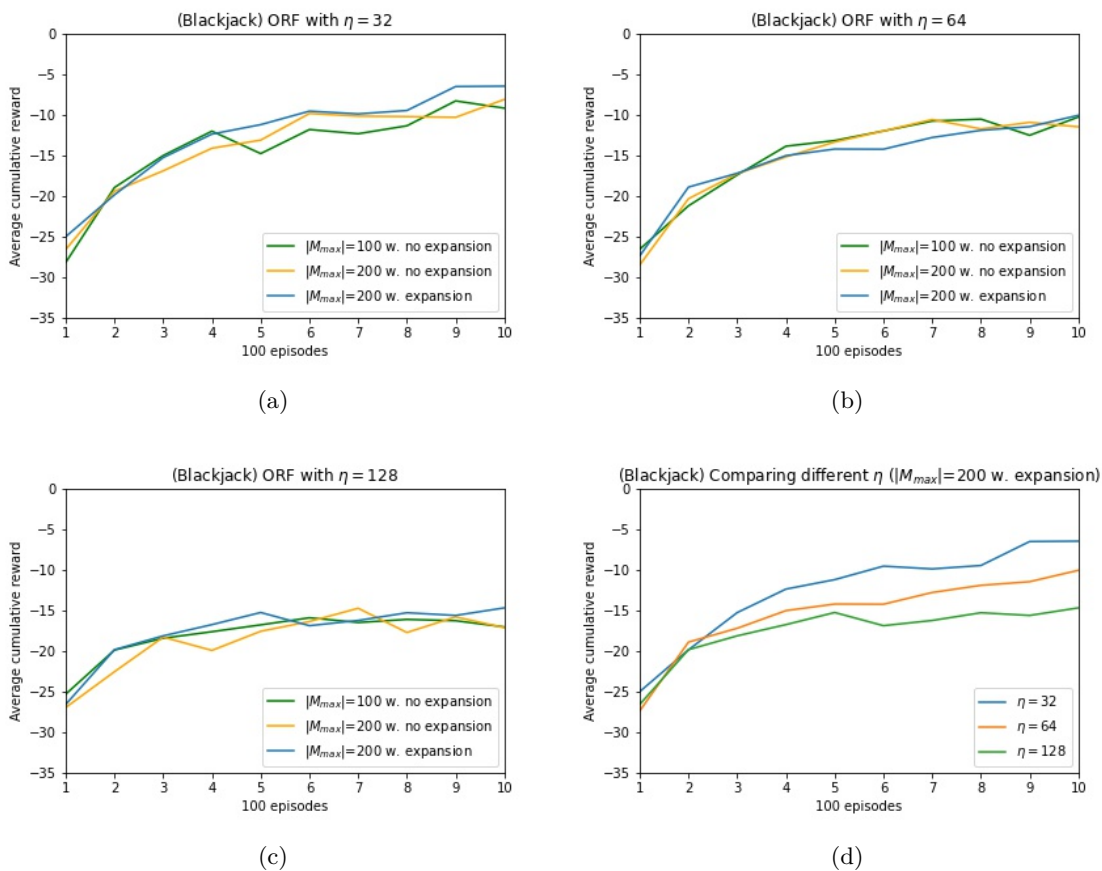 (Blackjack) ORF with η = 32
0
−5
−10
−15
−20
−25
−30
−35
Average cumulative reward
|M_max|=100 w. no expansion
|M_max|=200 w. no expansion
|M_max|=200 w. expansion
1 2 3 4 5 6 7 8 9 10
100 episodes
(a)
(Blackjack) ORF with η = 64
0
−5
−10
−15
−20
−25
−30
−35
Average cumulative reward
|M_max|=100 w. no expansion
|M_max|=200 w. no expansion
|M_max|=200 w. expansion
1 2 3 4 5 6 7 8 9 10
100 episodes
(b)
(Blackjack) ORF with η = 128
0
−5
−10
−15
−20
−25
−30
−35
Average cumulative reward
|M_max|=100 w. no expansion
|M_max|=200 w. no expansion
|M_max|=200 w. expansion
1 2 3 4 5 6 7 8 9 10
100 episodes
(c)
(Blackjack) Comparing different η (|M_max|=200 w. expansion)
0
−5
−10
−15
−20
−25
−30
−35
Average cumulative reward
η = 32
η = 64
η = 128
1 2 3 4 5 6 7 8 9 10
100 episodes
(d)